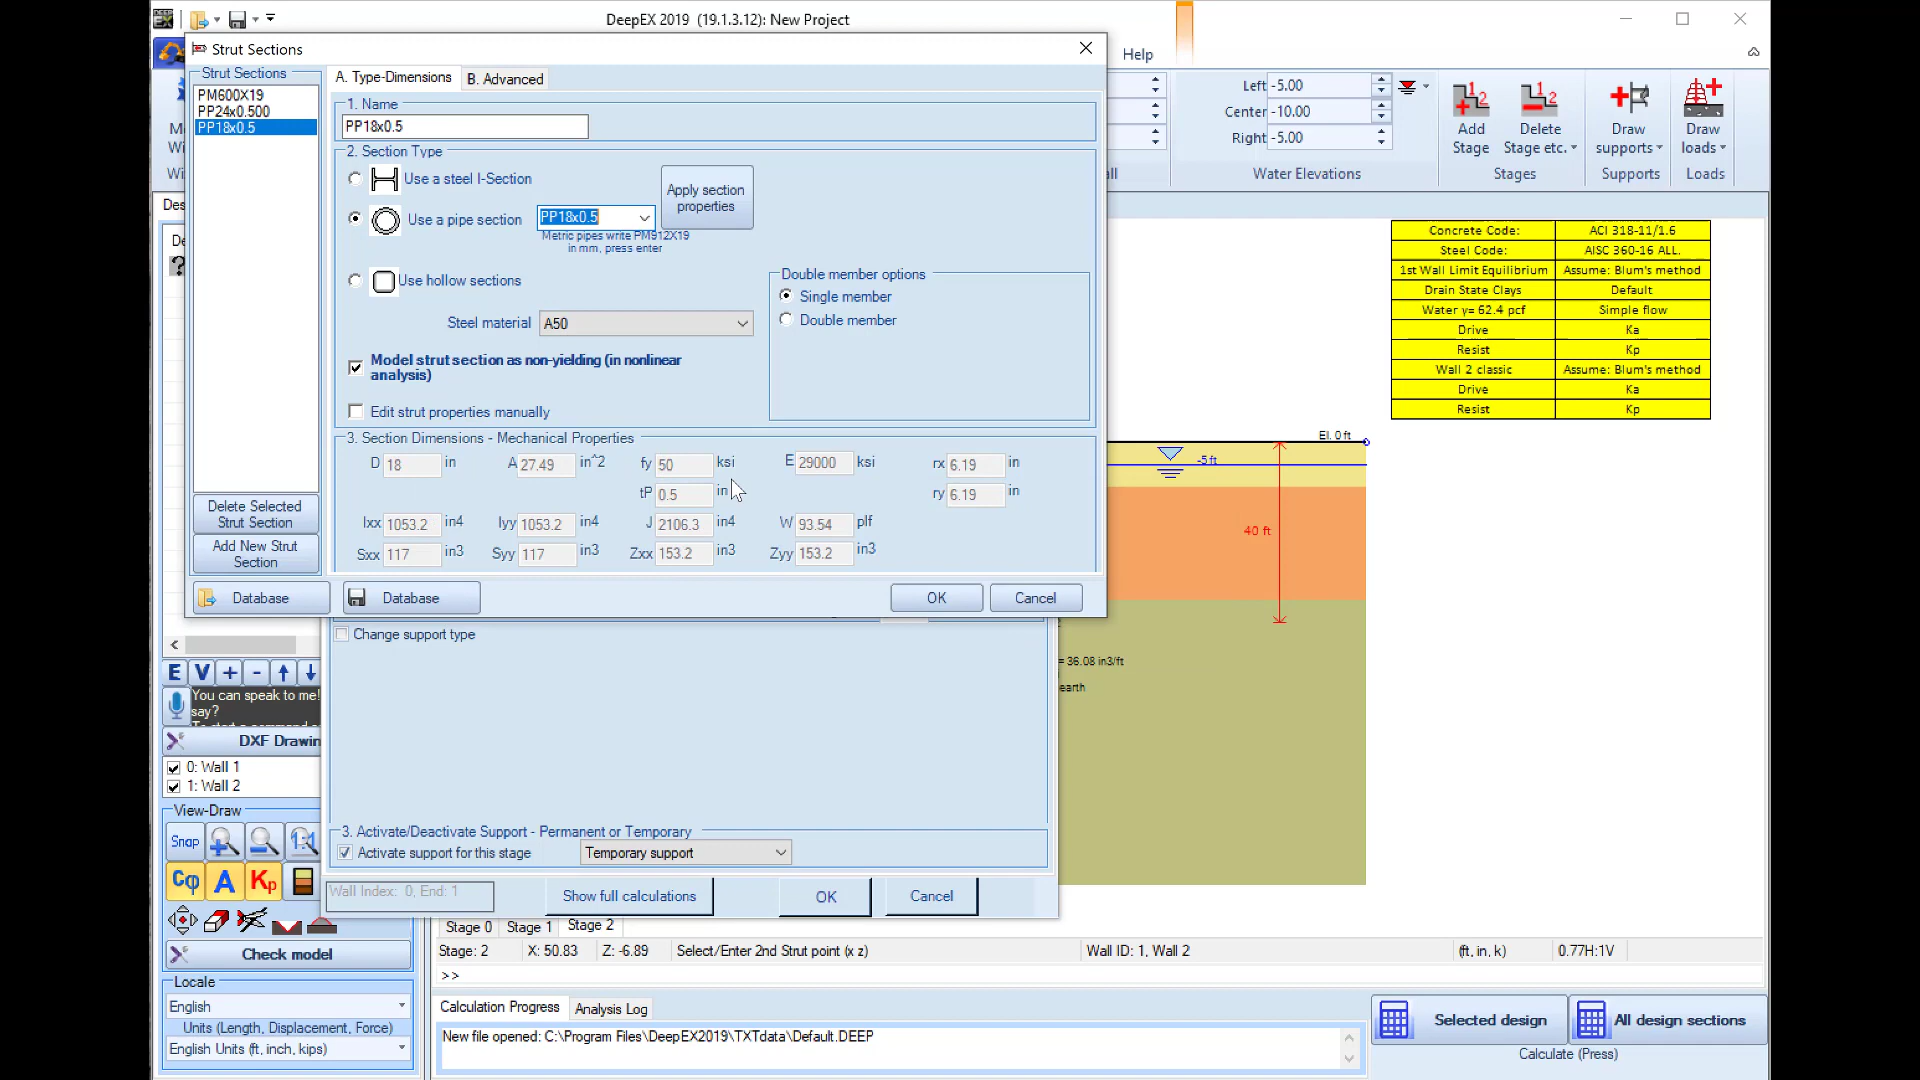 DEEP
EX
DeepEX 2019 (19.1.3.12): New Project
Strut Sections
Help
Strut Sections
PM600X19
PP24x0.500
PP18x0.5
A. Type-Dimensions
B. Advanced
1. Name
PP18x0.5
2. Section Type
Use a steel I-Section
Use a pipe section
PP18x0.5
Apply section
properties
Metric pipes write PM912X19
in mm, press enter
Use hollow sections
Steel material
A50
Double member options
Single member
Double member
Model strut section as non-yielding (in nonlinear
analysis)
Edit strut properties manually
3. Section Dimensions - Mechanical Properties
D 18 in
A 27.49 in^2
fy 50 ksi
E 29000 ksi
rx 6.19 in
tP 0.5 in
ry 6.19 in
Ixx 1053.2 in4
Iyy 1053.2 in4
J 2106.3 in4
W 93.54 plf
Sxx 117 in3
Syy 117 in3
Zxx 153.2 in3
Zyy 153.2 in3
Delete Selected
Strut Section
Add New Strut
Section
Database
Database
OK
Cancel
Left -5.00
Center -10.00
Right -5.00
Water Elevations
Add
Stage
Delete
Stage etc.
Stages
Draw
supports
Supports
Draw
loads
Loads
Concrete Code: ACI 318-11/1.6
Steel Code: AISC 360-16 ALL.
1st Wall Limit Equilibrium Assume: Blum's method
Drain State Clays Default
Water γ= 62.4 pcf Simple flow
Drive Ka
Resist Kp
Wall 2 classic Assume: Blum's method
Drive Ka
Resist Kp
El. 0 ft
-5 ft
40 ft
= 36.08 in3/ft
earth
Change support type
3. Activate/Deactivate Support - Permanent or Temporary
Activate support for this stage
Temporary support
Wall Index: 0, End: 1
Show full calculations
OK
Cancel
E V + -
You can speak to me!
say?
DXF Drawin
0: Wall 1
1: Wall 2
View-Draw
Snap
1:1
Cφ A Kp
Check model
Locale
English
Units (Length, Displacement, Force)
English Units (ft, inch, kips)
Stage 0
Stage 1
Stage 2
Stage: 2
X: 50.83
Z: -6.89
Select/Enter 2nd Strut point (x z)
Wall ID: 1, Wall 2
(ft, in, k)
0.77H:1V
>>
Calculation Progress
Analysis Log
New file opened: C:\Program Files\DeepEX2019\TXTdata\Default.DEEP
Selected design
All design sections
Calculate (Press)